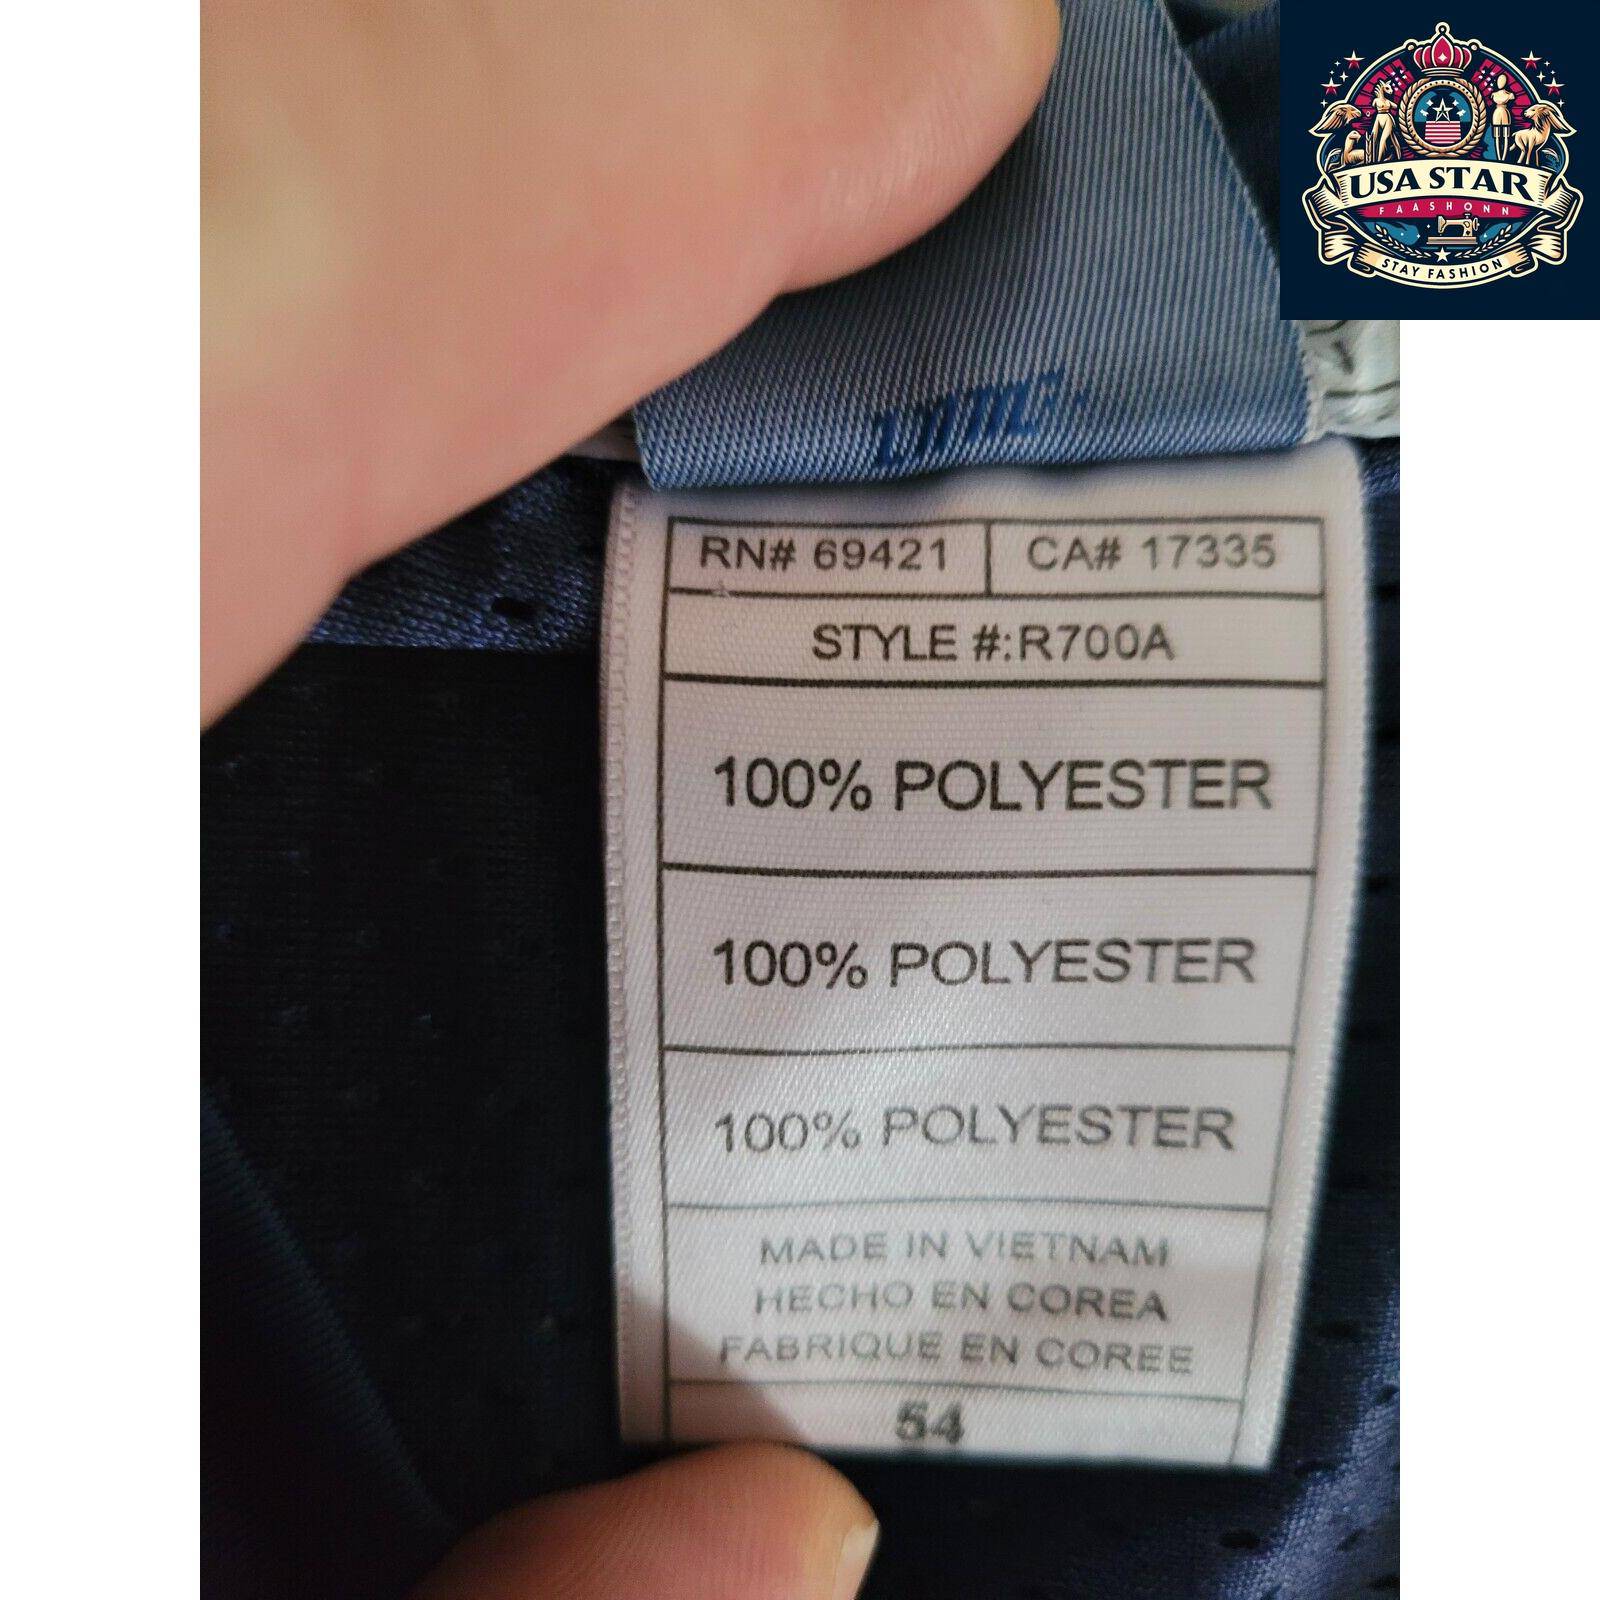 USA STAR
FAASHONN
STAY FASHION
RN# 69421 CA# 17335
STYLE #:R700A
100% POLYESTER
100% POLYESTER
100% POLYESTER
MADE IN VIETNAM
HECHO EN COREA
FABRIQUE EN COREE
54